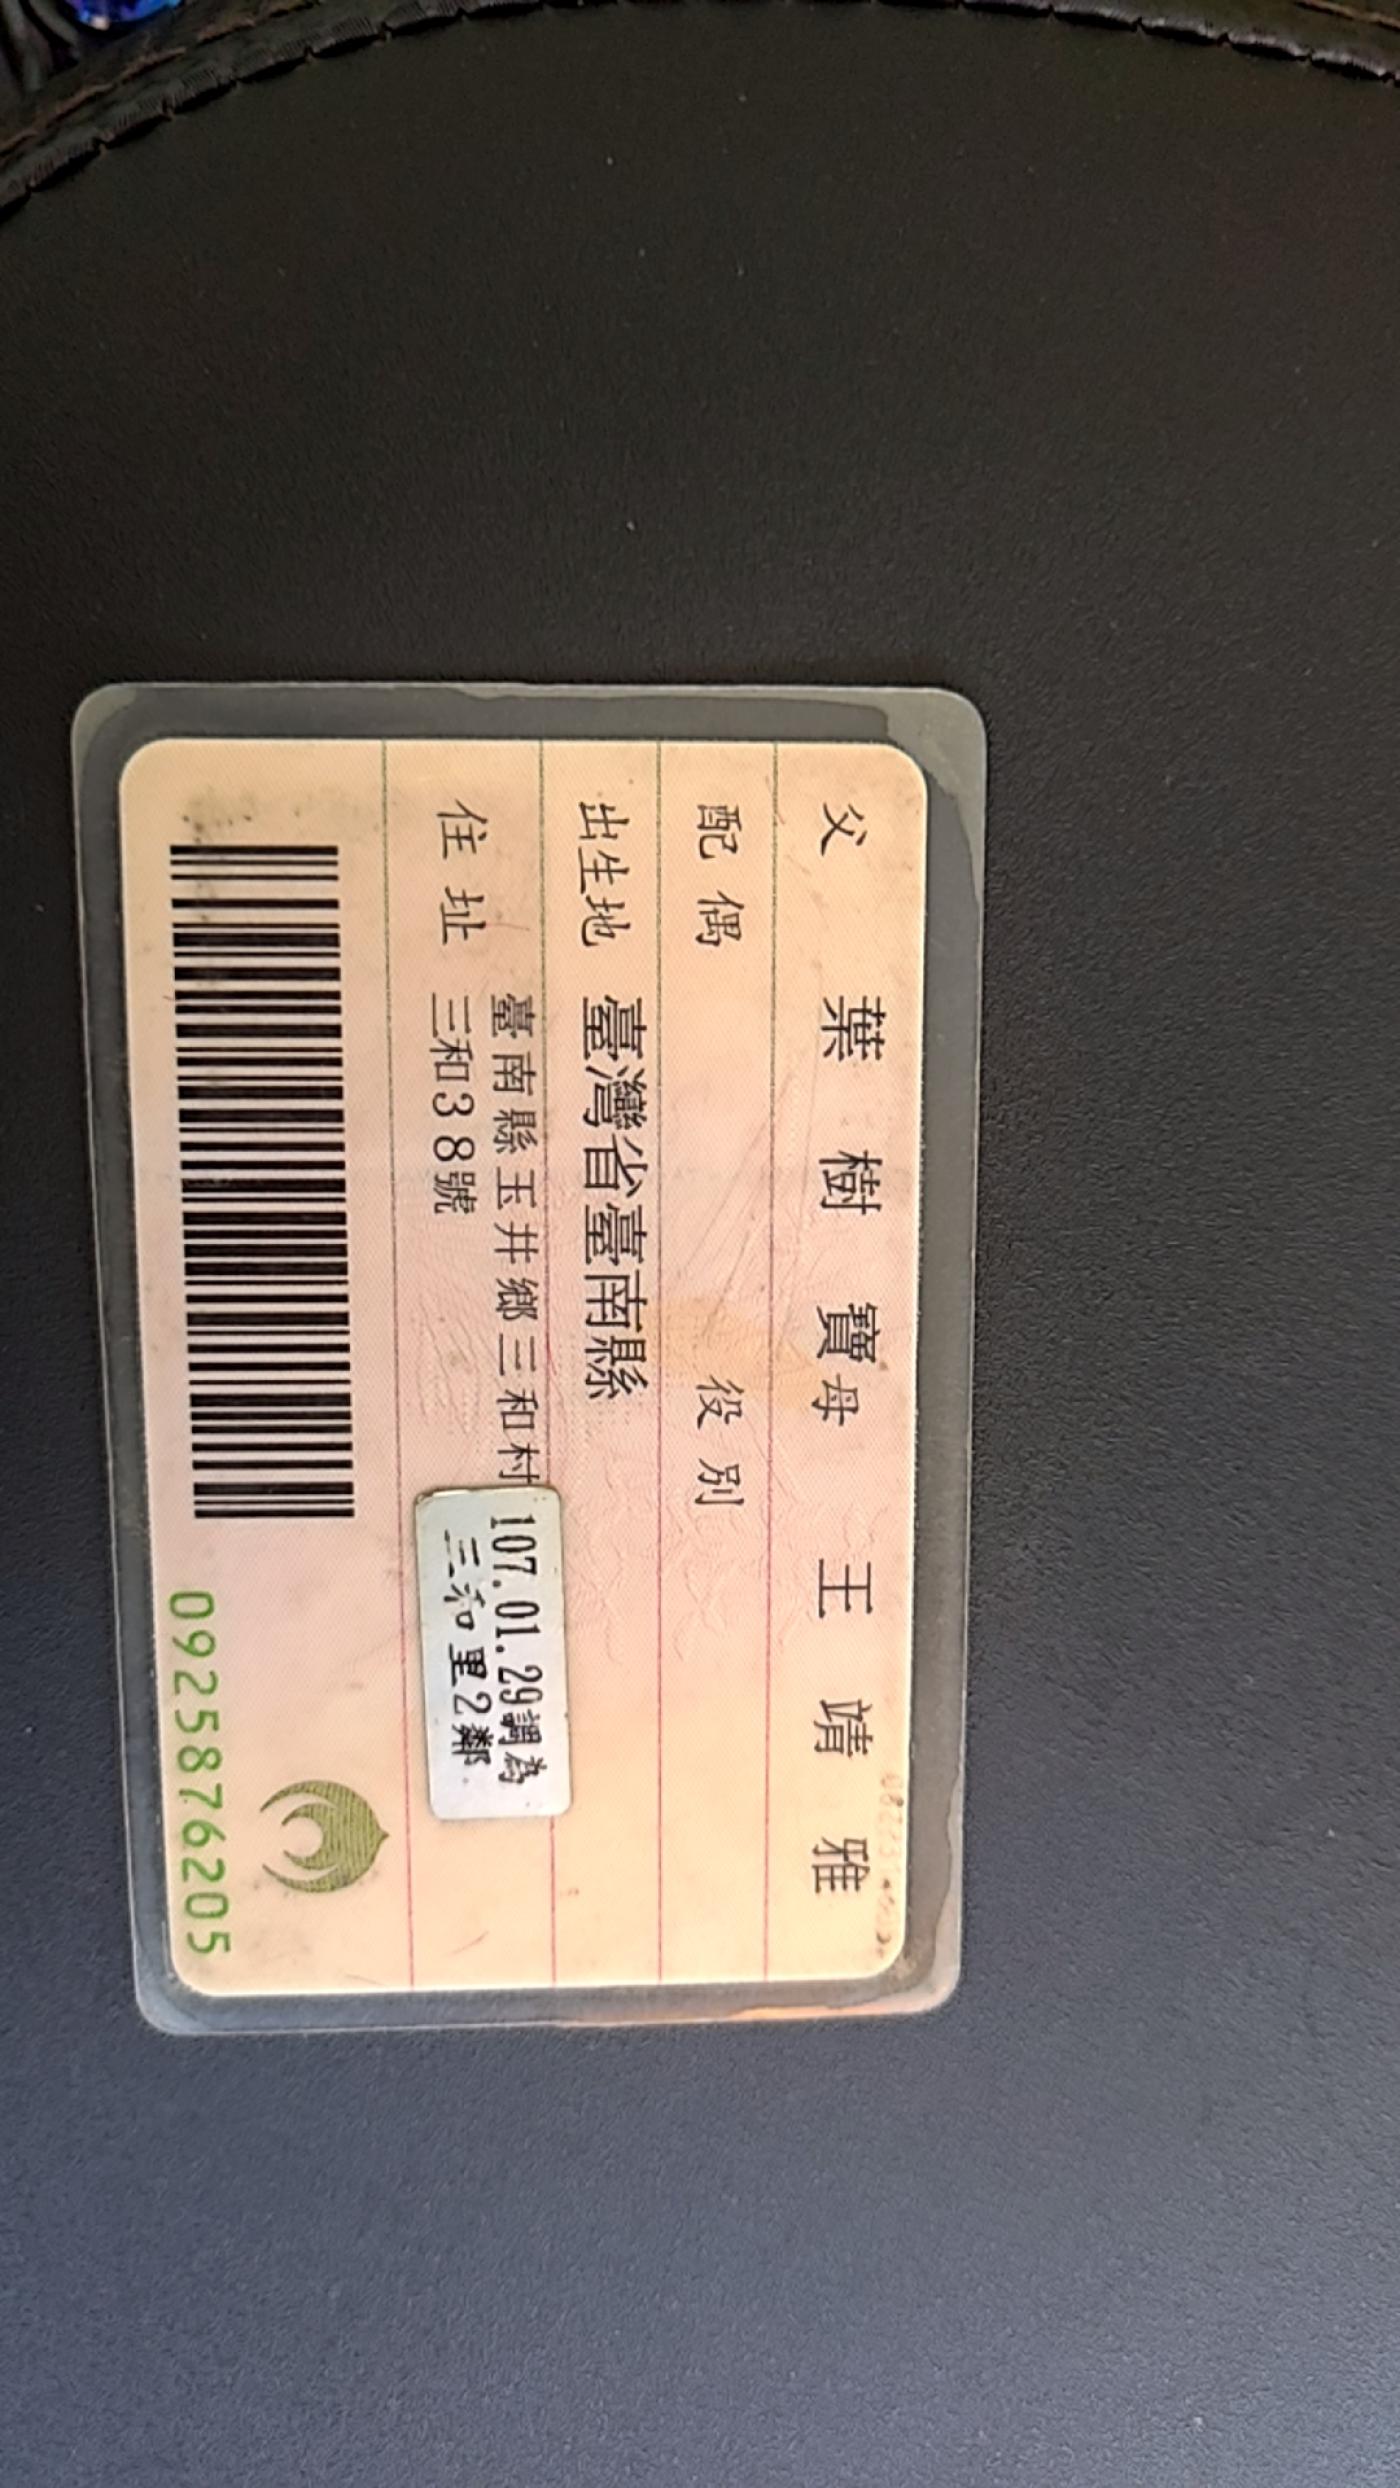 父 葉樹寶 母 王靖雅
配偶 役別
出生地 臺灣省臺南縣
住址 臺南縣玉井鄉三和村
三和38號
107.01.29調為
三和里2鄰
0925876205